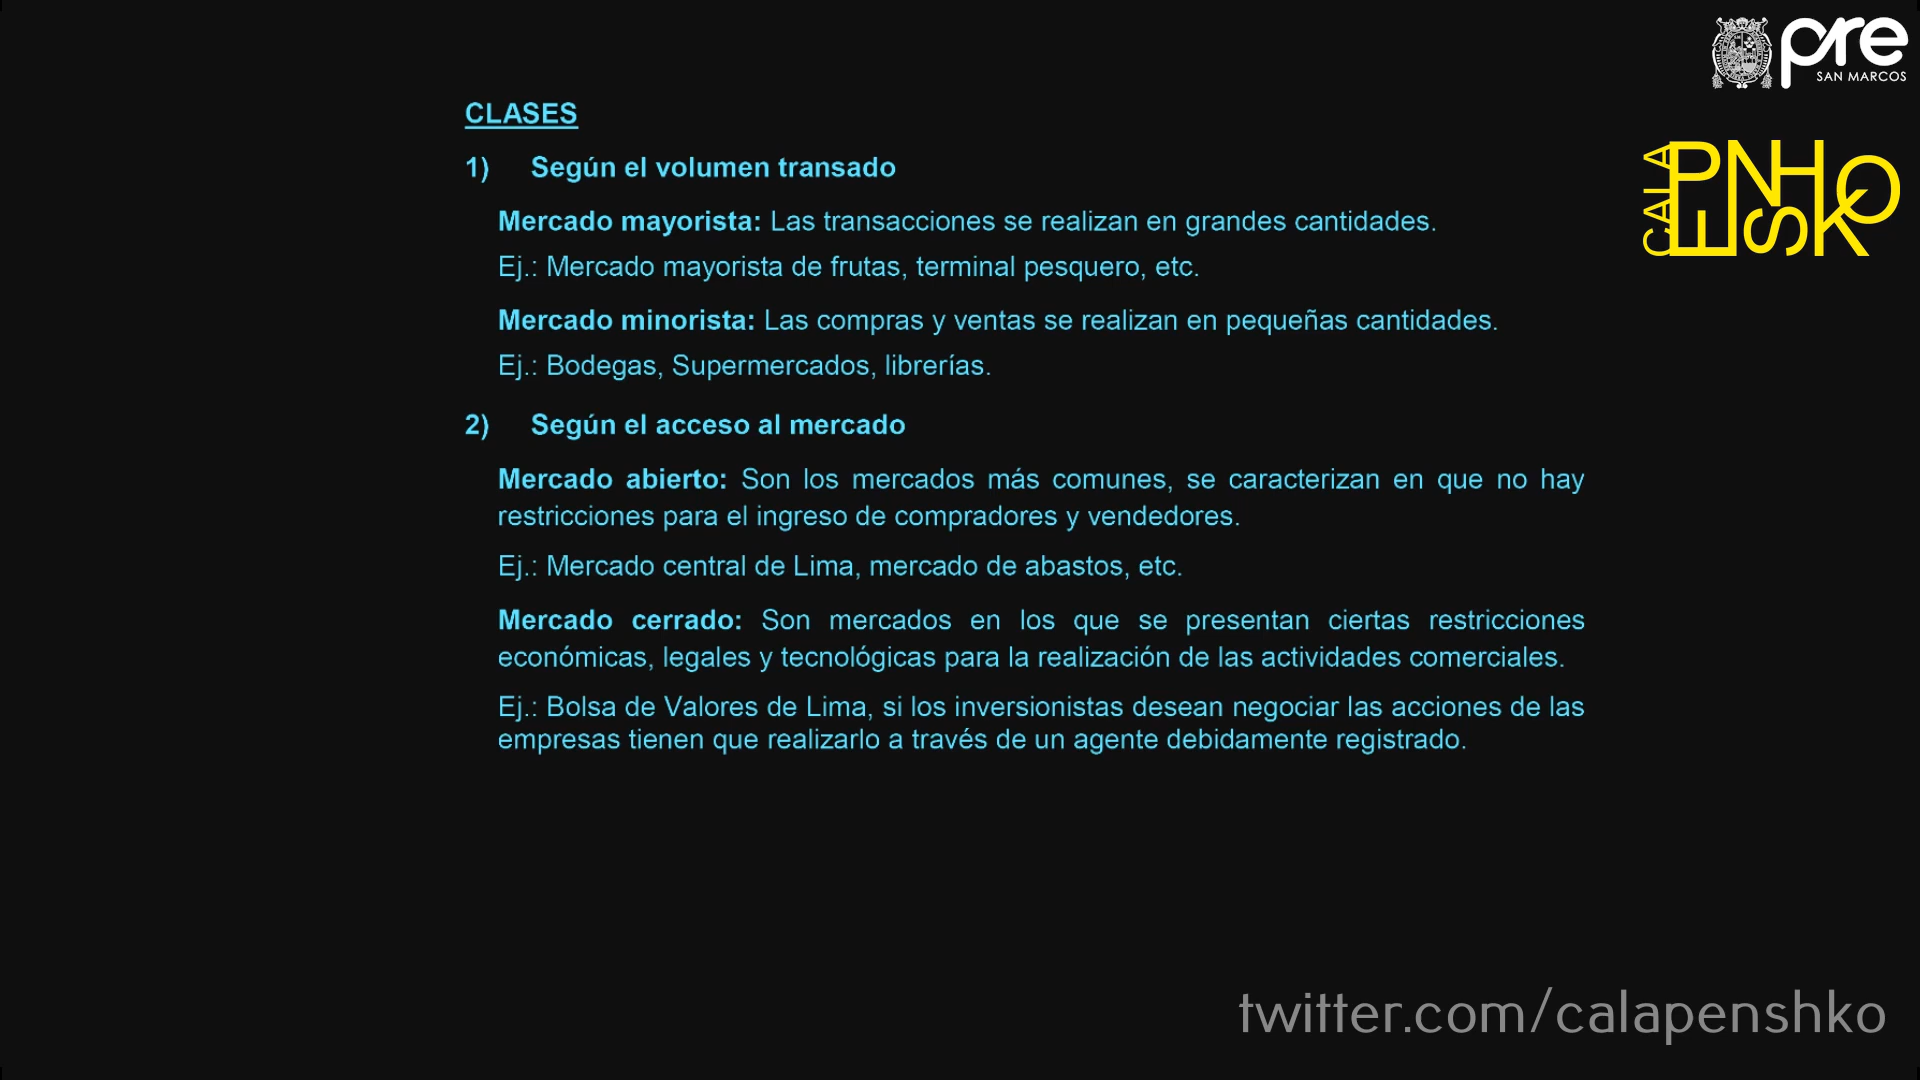 pre
SAN MARCOS
CALA
PENSHKO
CLASES
1) Según el volumen transado
Mercado mayorista: Las transacciones se realizan en grandes cantidades.
Ej.: Mercado mayorista de frutas, terminal pesquero, etc.
Mercado minorista: Las compras y ventas se realizan en pequeñas cantidades.
Ej.: Bodegas, Supermercados, librerías.
2) Según el acceso al mercado
Mercado abierto: Son los mercados más comunes, se caracterizan en que no hay
restricciones para el ingreso de compradores y vendedores.
Ej.: Mercado central de Lima, mercado de abastos, etc.
Mercado cerrado: Son mercados en los que se presentan ciertas restricciones
económicas, legales y tecnológicas para la realización de las actividades comerciales.
Ej.: Bolsa de Valores de Lima, si los inversionistas desean negociar las acciones de las
empresas tienen que realizarlo a través de un agente debidamente registrado.
twitter.com/calapenshko